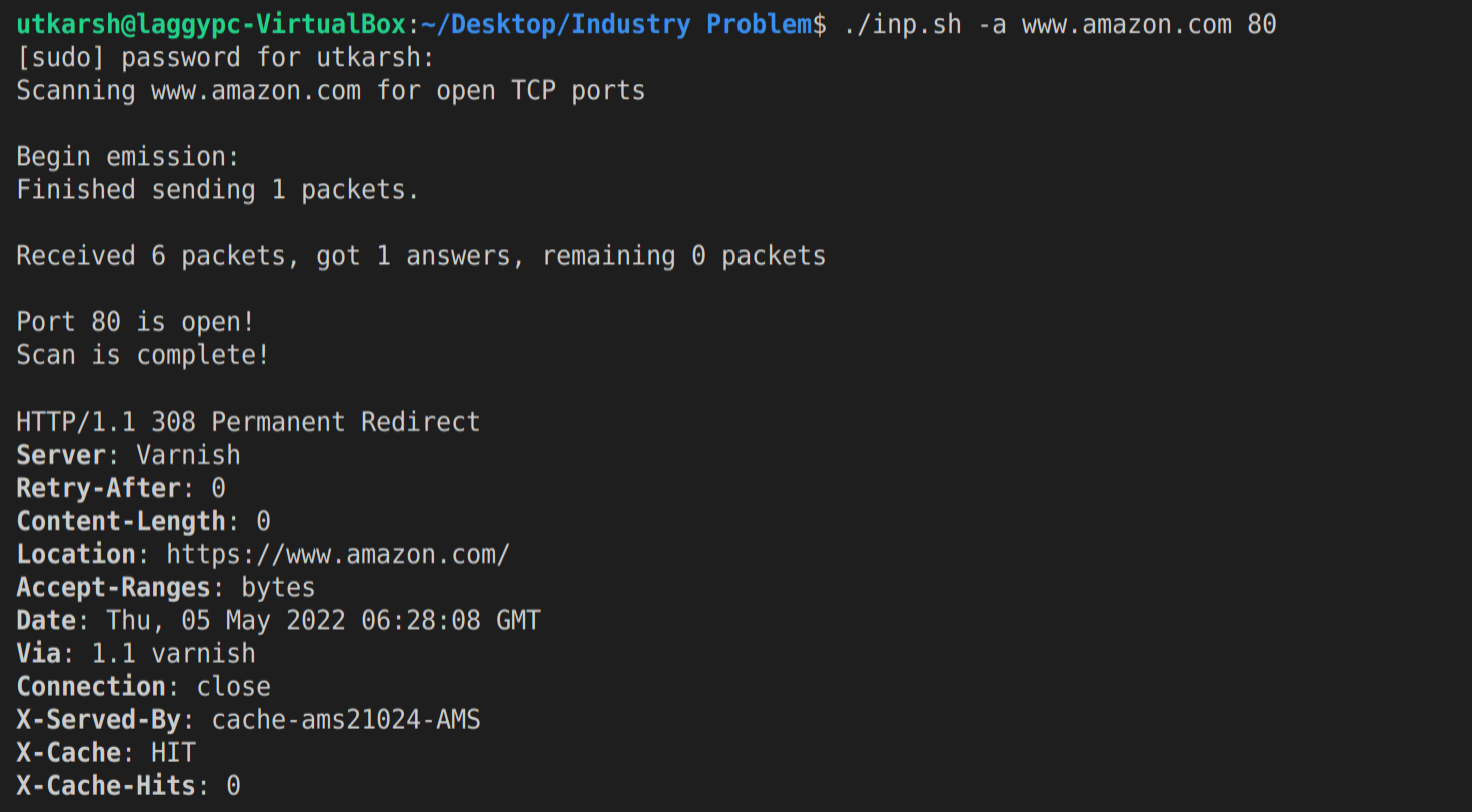 utkarsh@laggypc-VirtualBox:~/Desktop/Industry Problem$ ./inp.sh -a www.amazon.com 80
[sudo] password for utkarsh:
Scanning www.amazon.com for open TCP ports
Begin emission:
Finished sending 1 packets.
Received 6 packets, got 1 answers, remaining 0 packets
Port 80 is open!
Scan is complete!
HTTP/1.1 308 Permanent Redirect
Server: Varnish
Retry-After: 0
Content-Length: 0
Location: https://www.amazon.com/
Accept-Ranges: bytes
Date: Thu, 05 May 2022 06:28:08 GMT
Via: 1.1 varnish
Connection: close
X-Served-By: cache-ams21024-AMS
X-Cache: HIT
X-Cache-Hits: 0